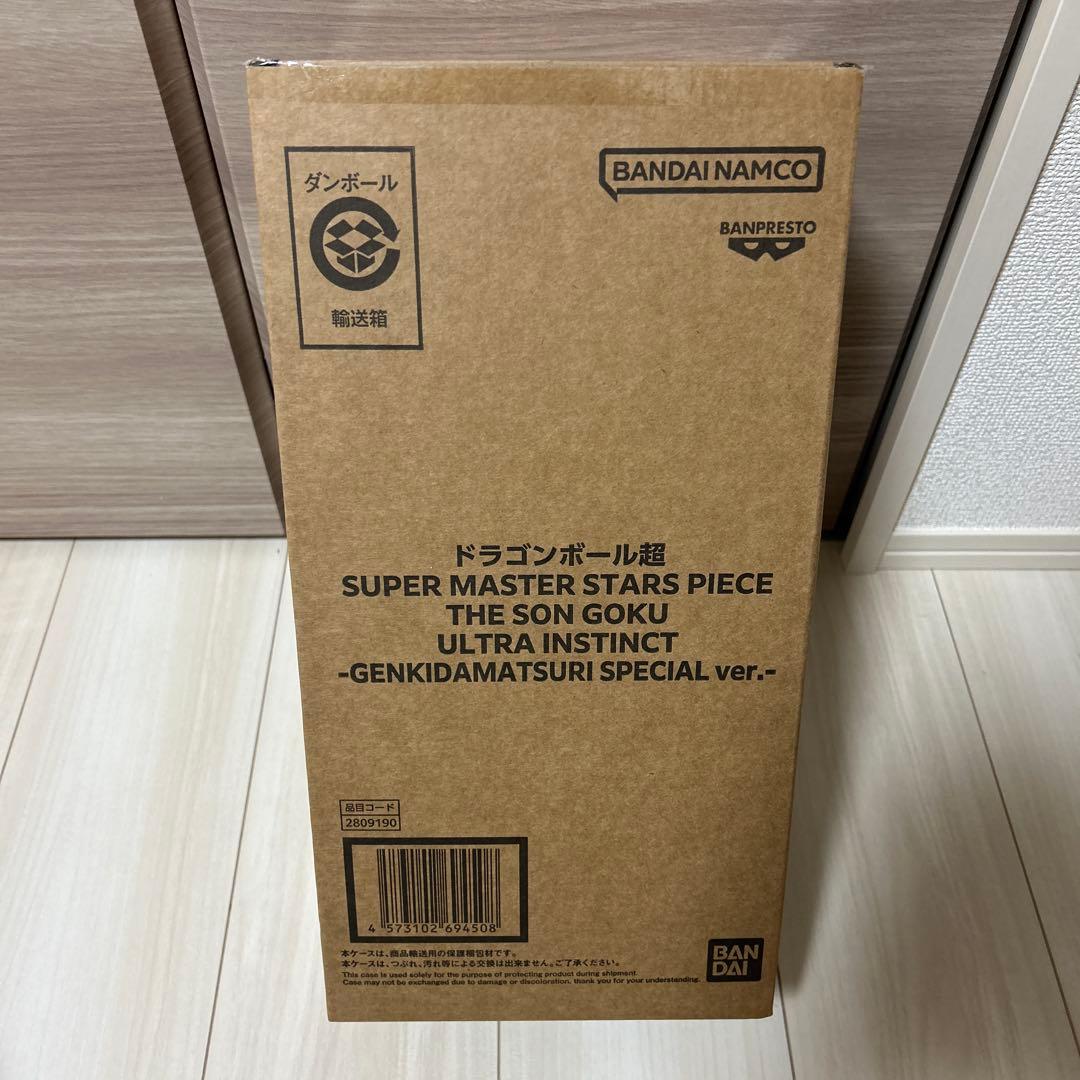 ダンボール
輸送箱
BANDAI NAMCO
BANPRESTO
ドラゴンボール超
SUPER MASTER STARS PIECE
THE SON GOKU
ULTRA INSTINCT
-GENKIDAMATSURI SPECIAL ver.-
品目コード
2809190
4 573102 694508
本ケースは、商品輸送用の保護梱包材です。
本ケースは、つぶれ、汚れ等による交換は出来ません。ご了承ください。
This case is used solely for the purpose of protecting product during shipment.
Case may not be exchanged due to damage or discoloration. thank you for your understanding.
BAN
DAI